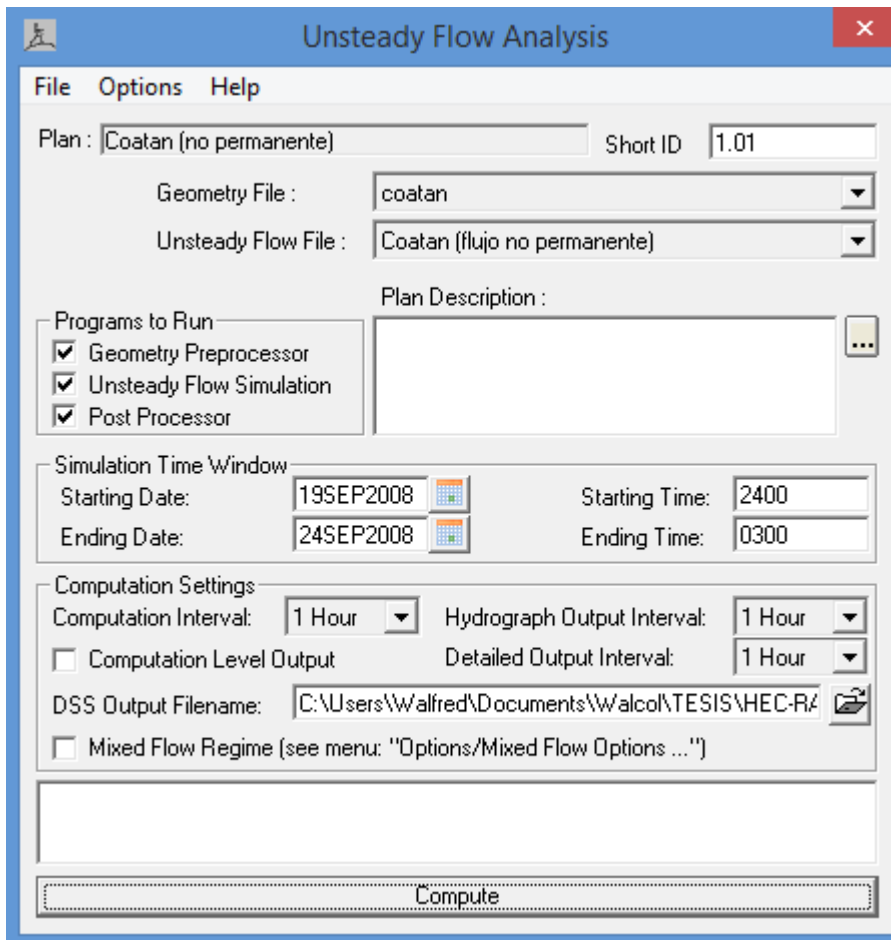 Unsteady Flow Analysis
File Options Help
Plan : Coatan (no permanente) Short ID 1.01
Geometry File : coatan
Unsteady Flow File : Coatan (flujo no permanente)
Plan Description :
Programs to Run
Geometry Preprocessor
Unsteady Flow Simulation
Post Processor
...
Simulation Time Window
Starting Date: 19SEP2008 Starting Time: 2400
Ending Date: 24SEP2008 Ending Time: 0300
Computation Settings
Computation Interval: 1 Hour Hydrograph Output Interval: 1 Hour
Computation Level Output Detailed Output Interval: 1 Hour
DSS Output Filename: C:\Users\Walfred\Documents\Walcol\TESIS\HEC-RA
Mixed Flow Regime (see menu: "Options/Mixed Flow Options ...")
Compute